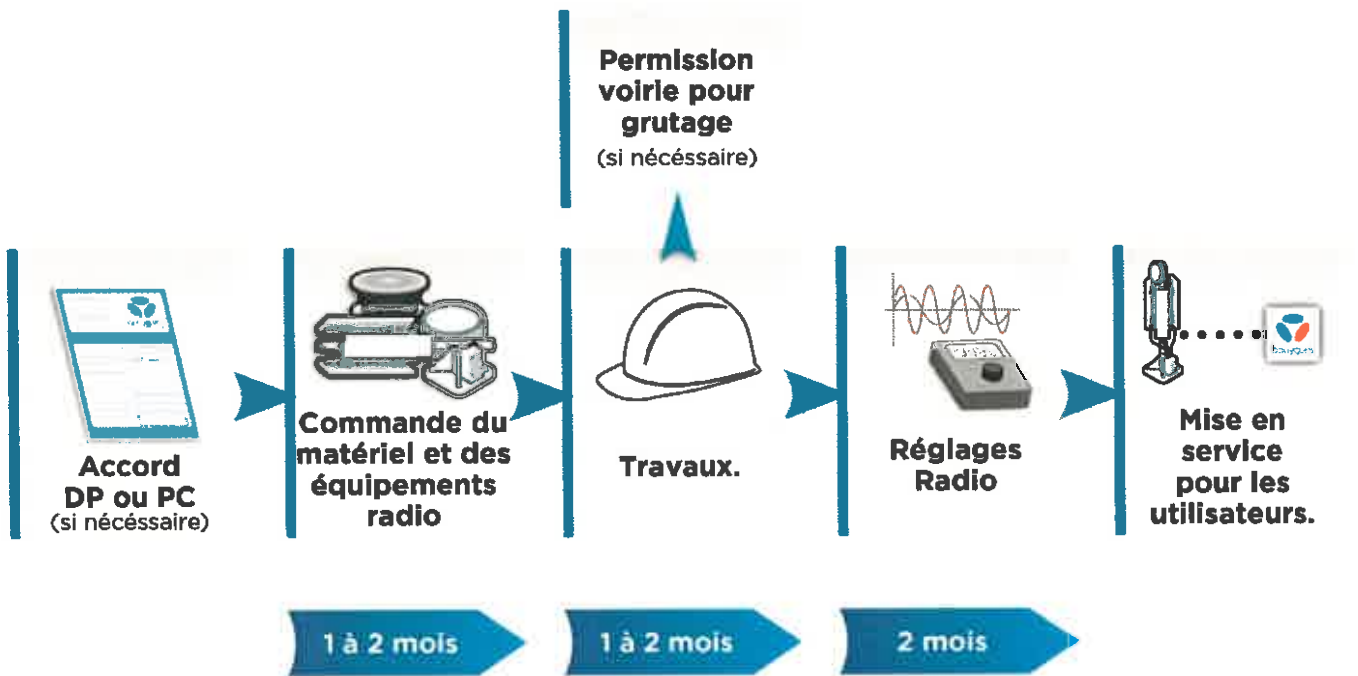 Permission
voirie pour
grutage
(si nécéssaire)
Accord
DP ou PC
(si nécéssaire)
Commande du
matériel et des
équipements
radio
Travaux.
Réglages
Radio
bouygues
Mise en
service
pour les
utilisateurs.
1 à 2 mois
1 à 2 mois
2 mois